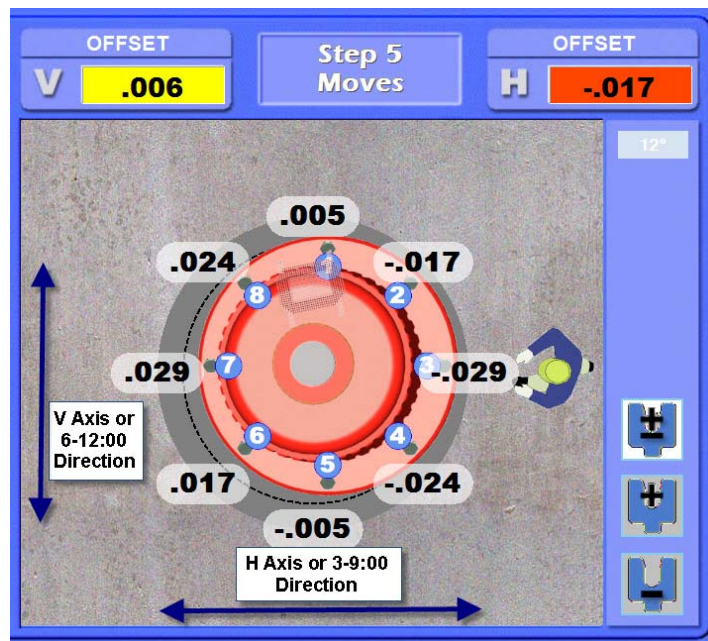 OFFSET
V .006
Step 5
Moves
OFFSET
H -.017
12°
.005
.024
-.017
1
8
2
.029
7
3
-.029
V Axis or
6-12:00
Direction
6
4
5
.017
-.024
-.005
H Axis or 3-9:00
Direction
+
-
+
-